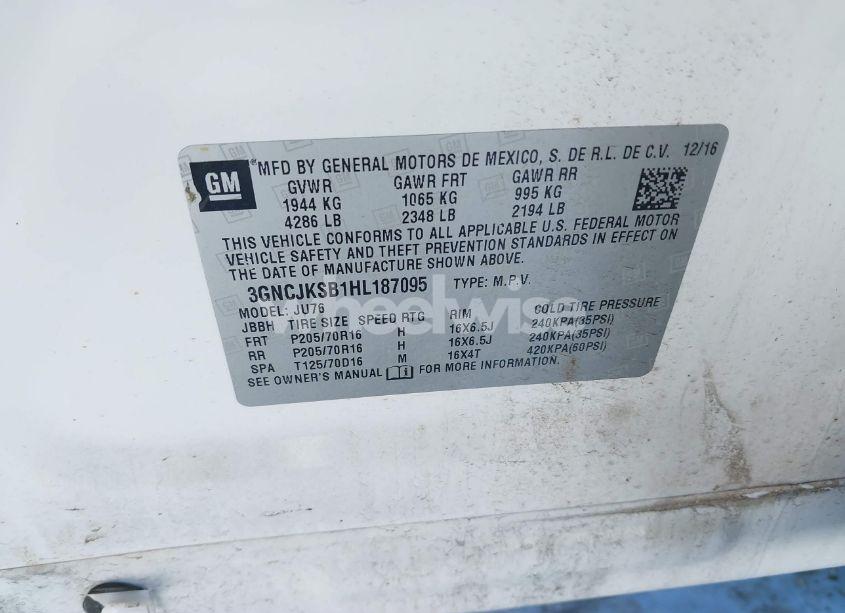 GM
®MFD BY GENERAL MOTORS DE MEXICO, S. DE R.L. DE C.V. 12/16
GVWR GAWR FRT GAWR RR
1944 KG 1065 KG 995 KG
4286 LB 2348 LB 2194 LB
THIS VEHICLE CONFORMS TO ALL APPLICABLE U.S. FEDERAL MOTOR
VEHICLE SAFETY AND THEFT PREVENTION STANDARDS IN EFFECT ON
THE DATE OF MANUFACTURE SHOWN ABOVE.
3GNCJKSB1HL187095 TYPE: M.P.V.
MODEL: JU76
JBBH TIRE SIZE SPEED RTG RIM COLD TIRE PRESSURE
FRT P205/70R16 H 16X6.5J 240KPA(35PSI)
RR P205/70R16 H 16X6.5J 240KPA(35PSI)
SPA T125/70D16 M 16X4T 420KPA(60PSI)
SEE OWNER'S MANUAL FOR MORE INFORMATION.
wheelwise